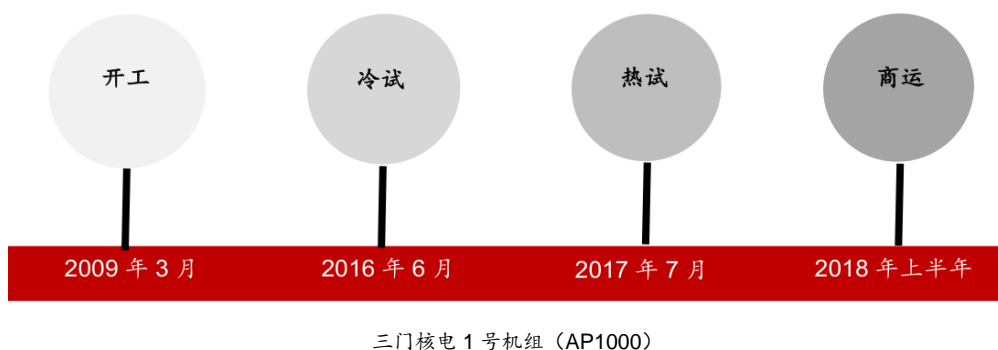 开工 冷试 热试 商运
2009 年 3 月 2016 年 6 月 2017 年 7 月 2018 年上半年
三门核电 1 号机组（AP1000）